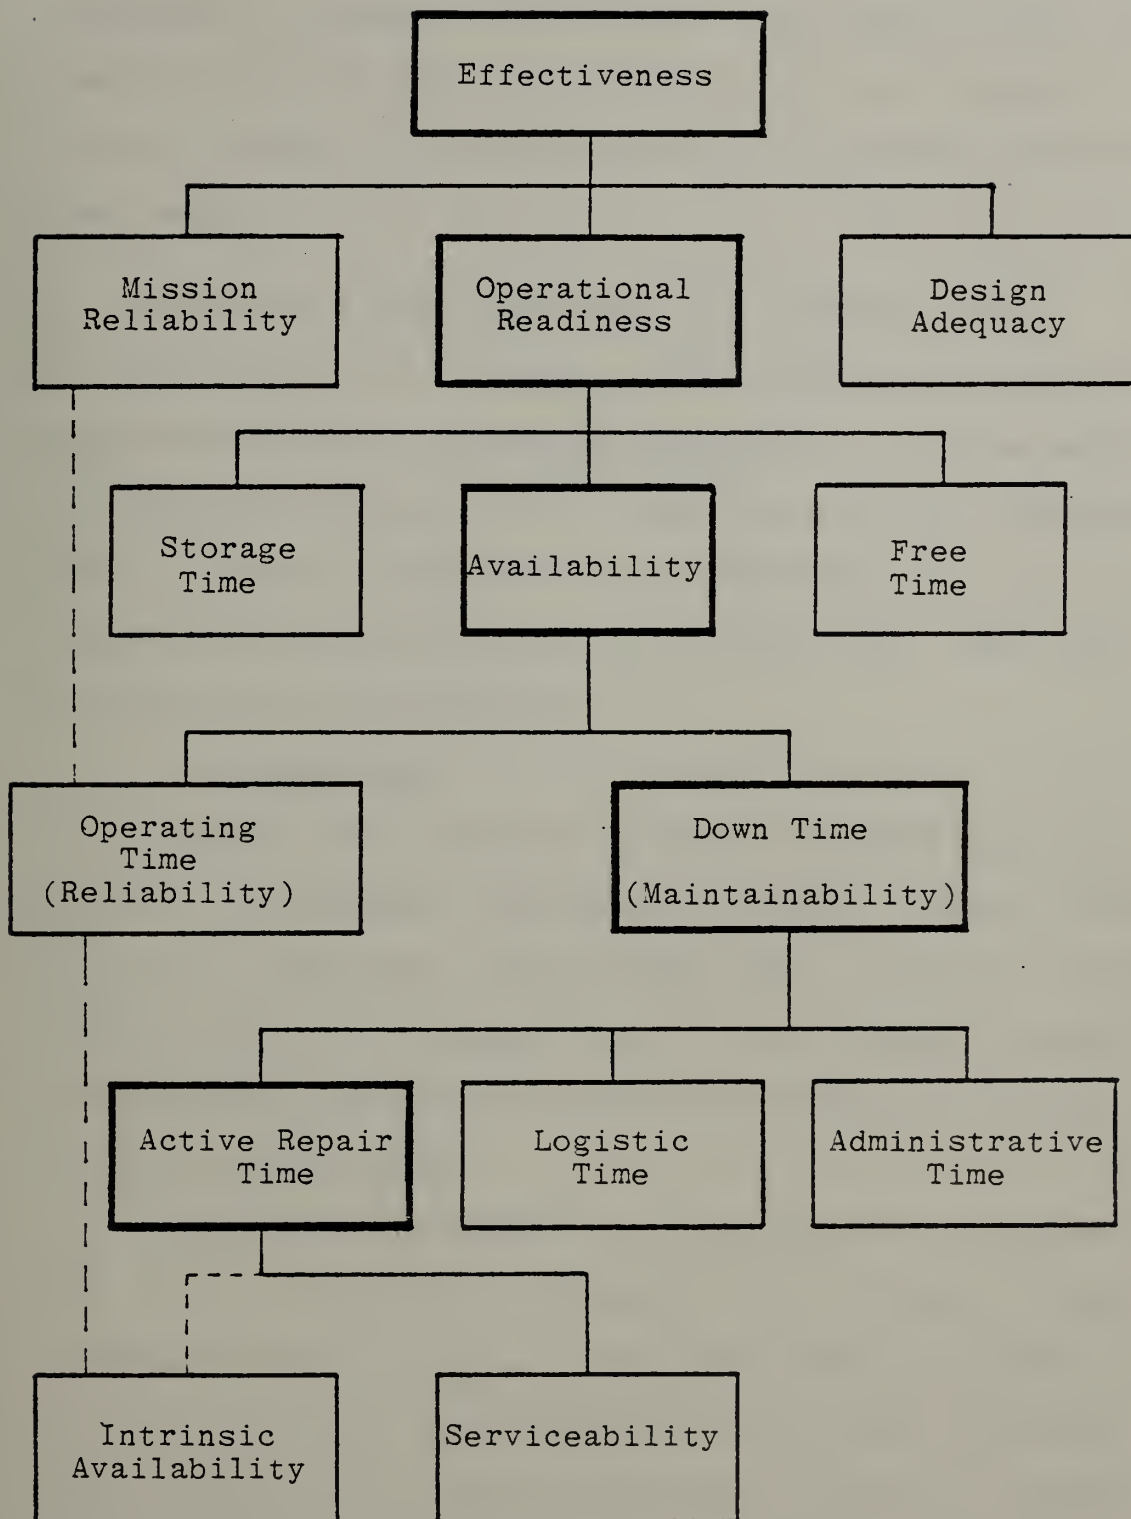 Effectiveness
Mission
Reliability
Operational
Readiness
Design
Adequacy
Storage
Time
Availability
Free
Time
Operating
Time
(Reliability)
Down Time
(Maintainability)
Active Repair
Time
Logistic
Time
Administrative
Time
Intrinsic
Availability
Serviceability